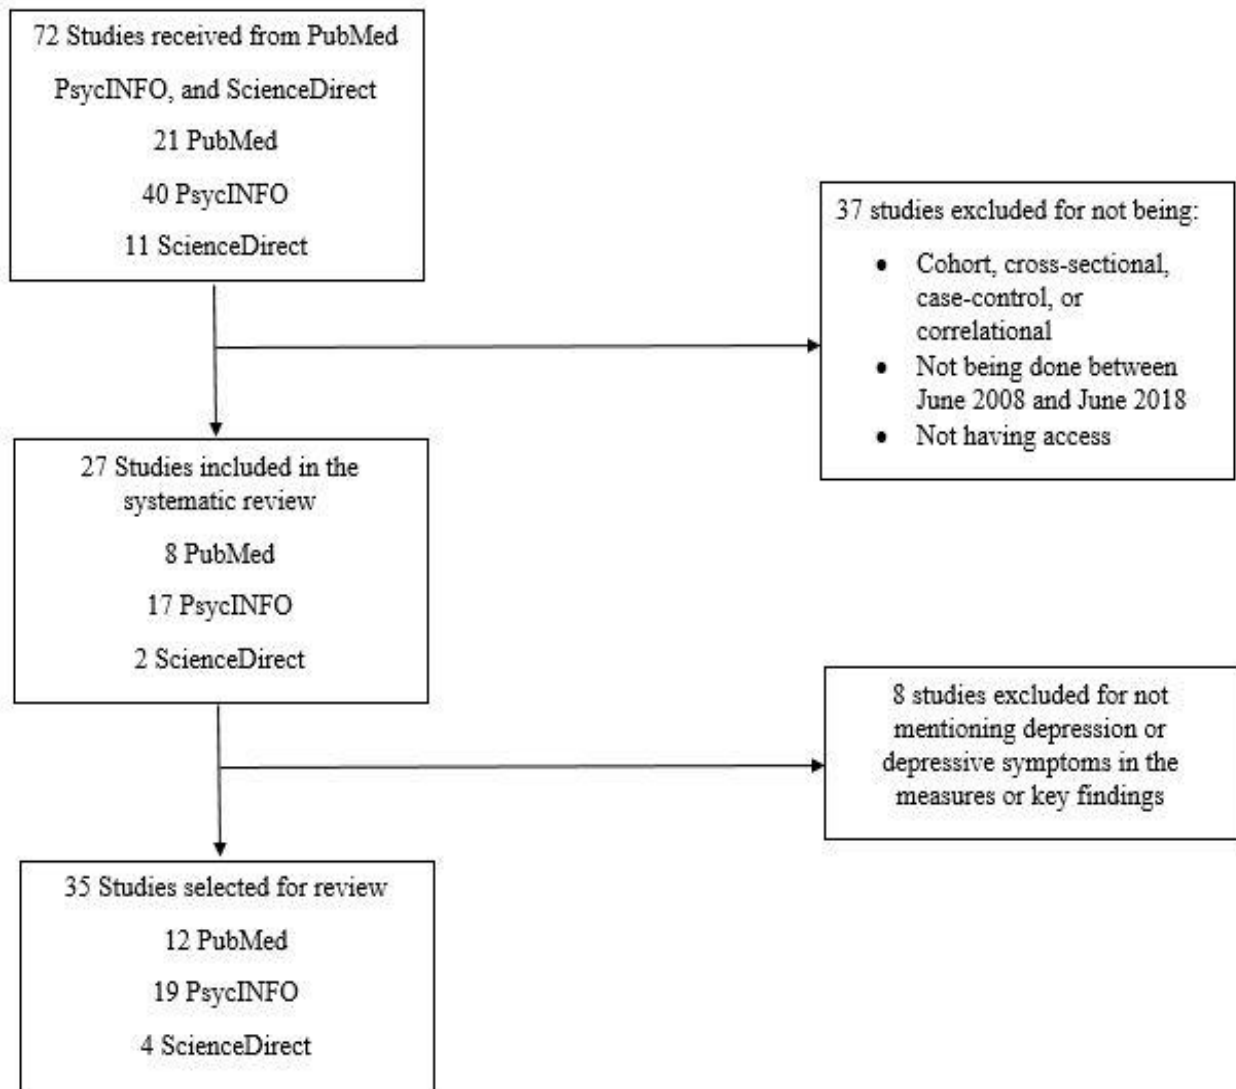 72 Studies received from PubMed
PsycINFO, and ScienceDirect
21 PubMed
40 PsycINFO
11 ScienceDirect
37 studies excluded for not being:
• Cohort, cross-sectional,
case-control, or
correlational
• Not being done between
June 2008 and June 2018
• Not having access
27 Studies included in the
systematic review
8 PubMed
17 PsycINFO
2 ScienceDirect
8 studies excluded for not
mentioning depression or
depressive symptoms in the
measures or key findings
35 Studies selected for review
12 PubMed
19 PsycINFO
4 ScienceDirect